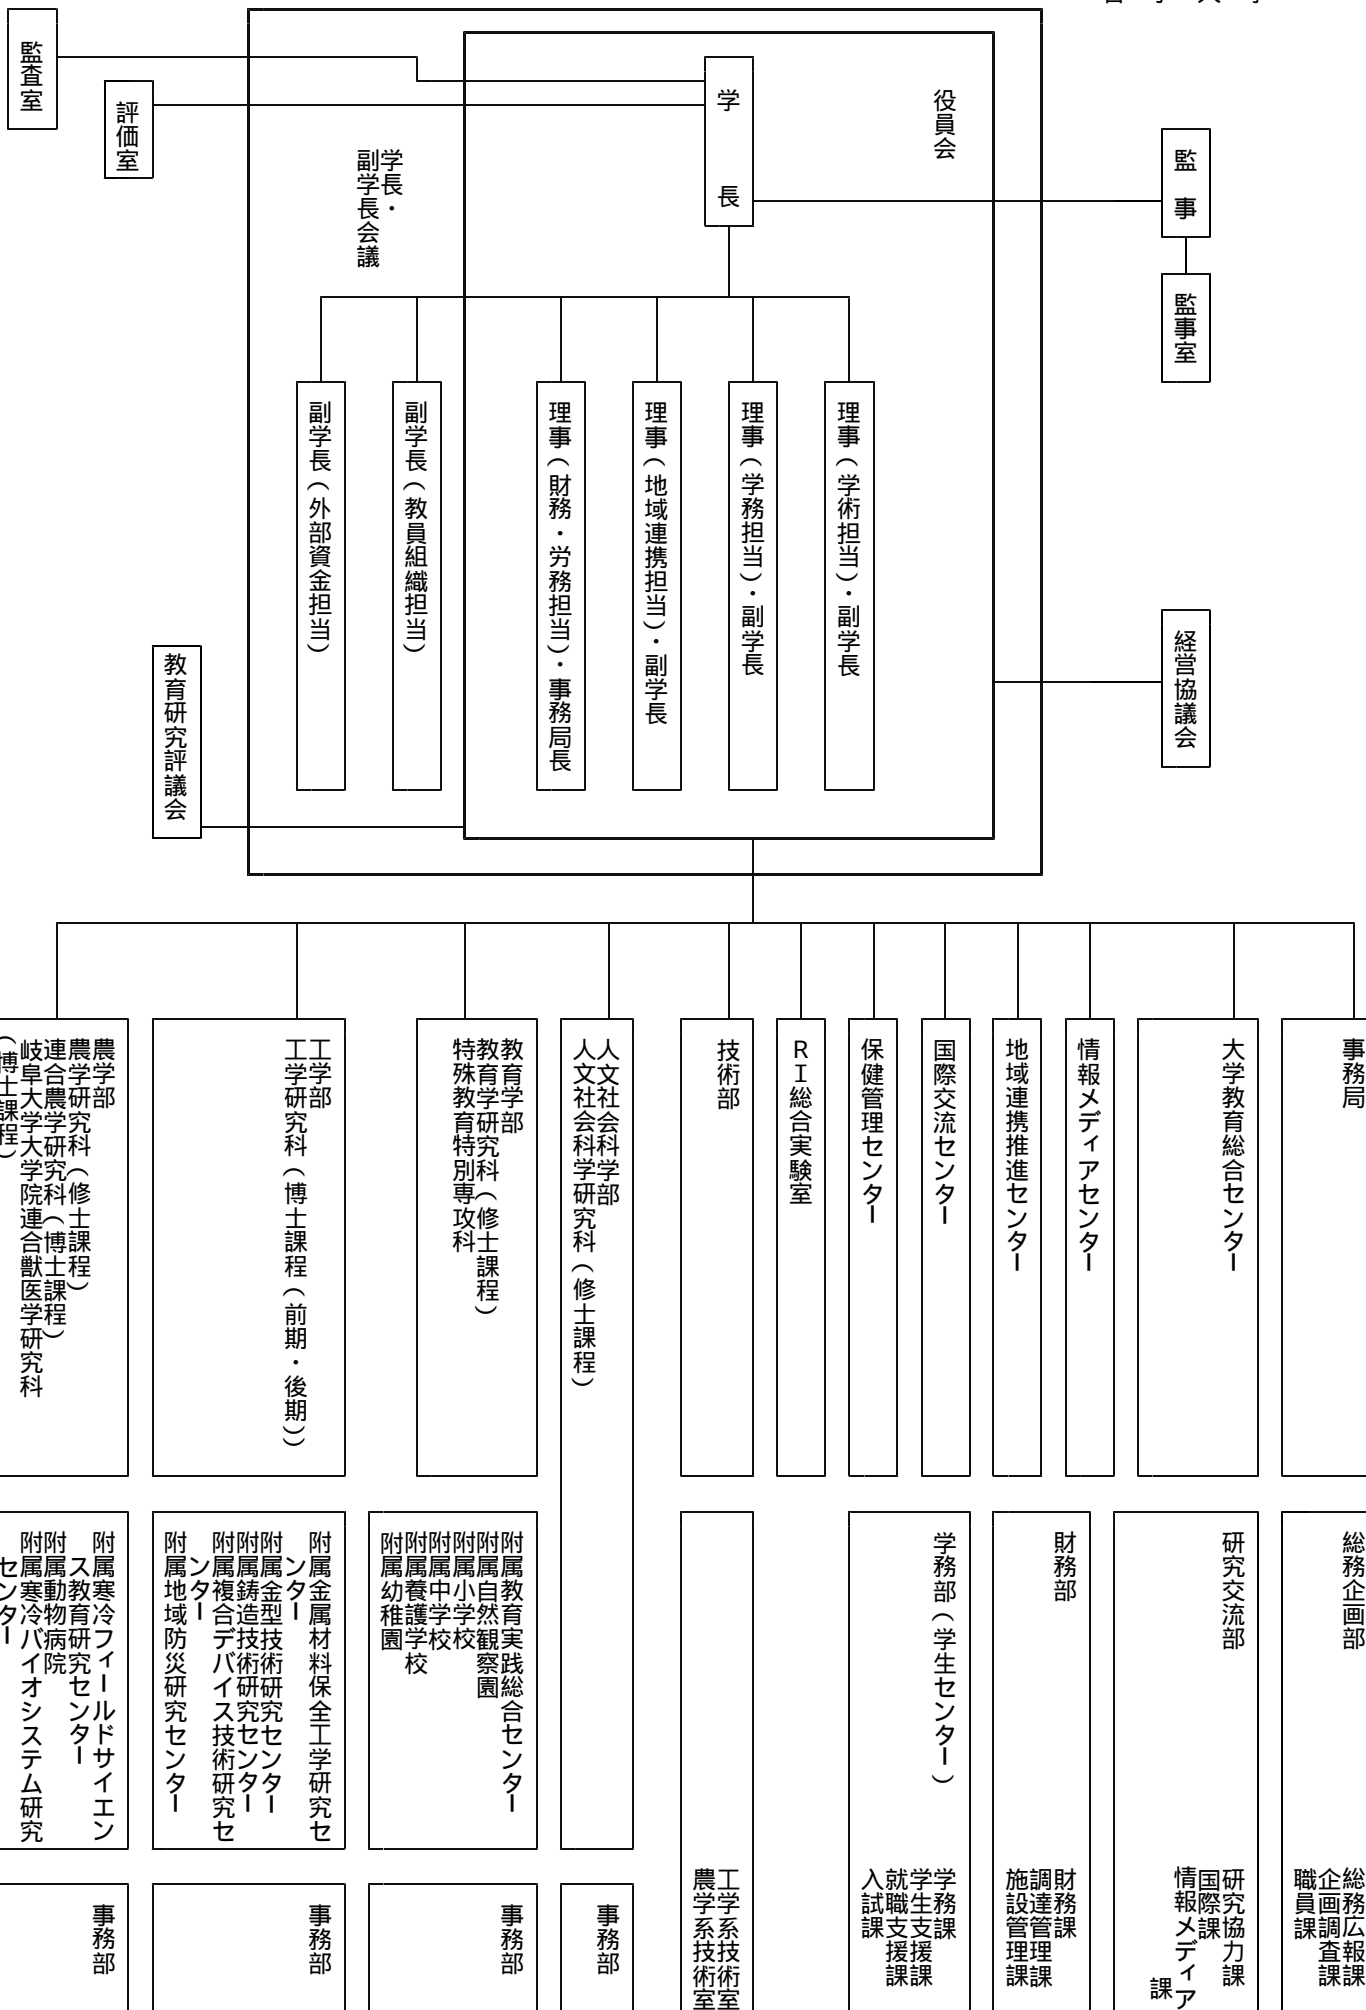 役員会
学長・
副学長会議
学長
監査室
評価室
監事
監事室
経営協議会
教育研究評議会
理事（学術担当）・副学長
理事（学務担当）・副学長
理事（地域連携担当）・副学長
理事（財務・労務担当）・事務局長
副学長（教員組織担当）
副学長（外部資金担当）
事務局
大学教育総合センター
情報メディアセンター
地域連携推進センター
国際交流センター
保健管理センター
ＲＩ総合実験室
技術部
人文社会科学部
人文社会科学研究科（修士課程）
教育学部
教育学研究科（修士課程）
特殊教育特別専攻科
工学部
工学研究科（博士課程（前期・後期））
農学部
農学研究科（修士課程）
連合農学研究科（博士課程）
岐阜大学大学院連合獣医学研究科
（博士課程）
総務企画部
総務広報課
企画調査課
職員課
研究交流部
研究協力課
国際課
情報メディア
課
財務部
財務課
調達管理課
施設管理課
学務部（学生センター）
学務課
学生支援課
就職支援課
入試課
工学系技術室
農学系技術室
附属教育実践総合センター
附属自然観察園
附属小学校
附属中学校
附属養護学校
附属幼稚園
附属金属材料保全工学研究セ
ンター
附属金型技術研究センター
附属鋳造技術研究センター
附属複合デバイス技術研究セ
ンター
附属地域防災研究センター
附属寒冷フィールドサイエン
ス教育研究センター
附属動物病院
附属寒冷バイオシステム研究
センター
事務部
事務部
事務部
事務部